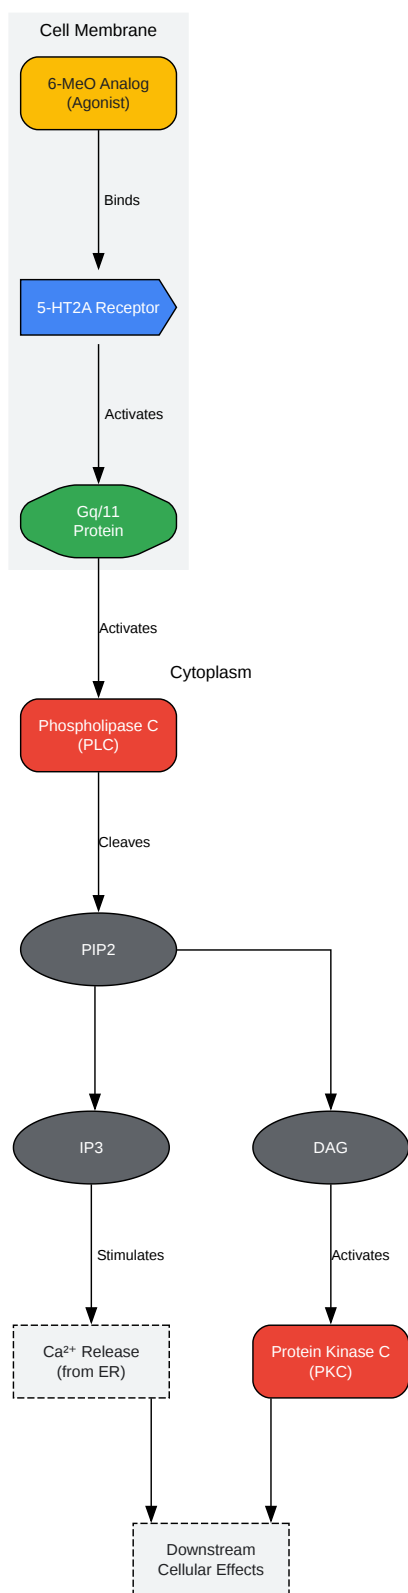 Cell Membrane
6-MeO Analog
(Agonist)
Binds
5-HT2A Receptor
Activates
Gq/11
Protein
Activates
Cytoplasm
Phospholipase C
(PLC)
Cleaves
PIP2
IP3
DAG
Stimulates
Activates
Ca²⁺ Release
(from ER)
Protein Kinase C
(PKC)
Downstream
Cellular Effects